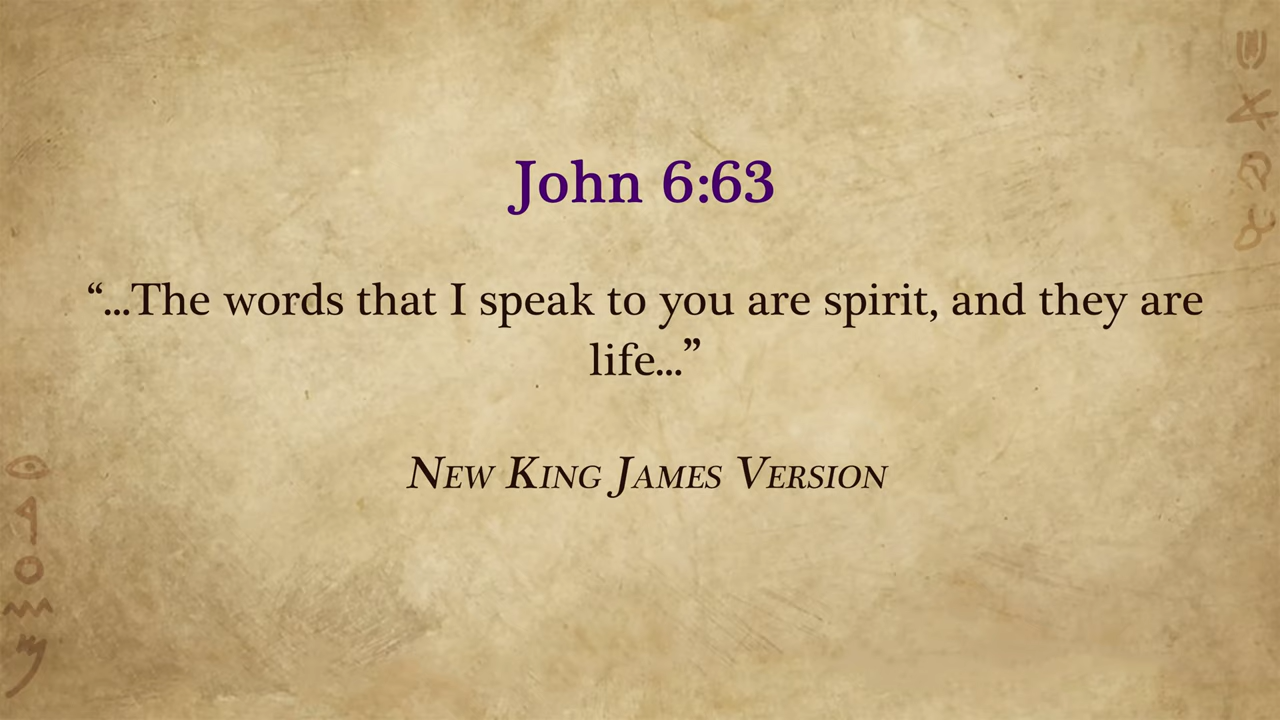 John 6:63
“...The words that I speak to you are spirit, and they are
life...”
New King James Version